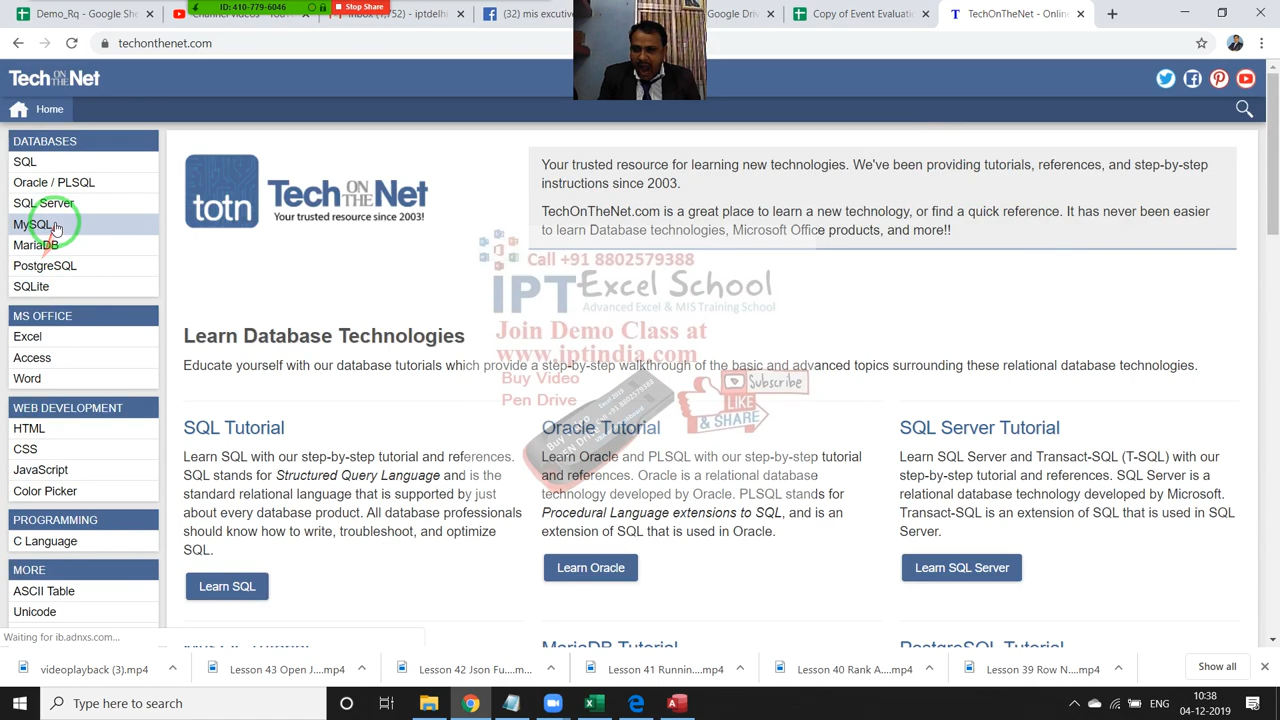 Demo_Rq - Google She
ID: 410-779-6046
Stop Share
(32) mis excutive
Google Drive
Copy of Event Evaluati
TechOnTheNet - Online
techonthenet.com
Tech ON THE Net
Home
DATABASES
SQL
Oracle / PLSQL
SQL Server
MySQL
MariaDB
PostgreSQL
SQLite
MS OFFICE
Excel
Access
Word
WEB DEVELOPMENT
HTML
CSS
JavaScript
Color Picker
PROGRAMMING
C Language
MORE
ASCII Table
Unicode
Waiting for ib.adnxs.com...
totn
Tech ON THE Net
Your trusted resource since 2003!
Your trusted resource for learning new technologies. We've been providing tutorials, references, and step-by-step
instructions since 2003.
TechOnTheNet.com is a great place to learn a new technology, or find a quick reference. It has never been easier
to learn Database technologies, Microsoft Office products, and more!!
Call +91 8802579388
IPT Excel School
Advanced Excel & MIS Training School
Join Demo Class at
www.iptindia.com
Buy Video
Pen Drive
Subscribe
LIKE
& SHARE
Learn Database Technologies
Educate yourself with our database tutorials which provide a step-by-step walkthrough of the basic and advanced topics surrounding these relational database technologies.
SQL Tutorial
Learn SQL with our step-by-step tutorial and references.
SQL stands for Structured Query Language and is the
standard relational language that is supported by just
about every database product. All database professionals
should know how to write, troubleshoot, and optimize
SQL.
Learn SQL
Oracle Tutorial
Learn Oracle and PLSQL with our step-by-step tutorial
and references. Oracle is a relational database
technology developed by Oracle. PLSQL stands for
Procedural Language extensions to SQL, and is an
extension of SQL that is used in Oracle.
Learn Oracle
SQL Server Tutorial
Learn SQL Server and Transact-SQL (T-SQL) with our
step-by-step tutorial and references. SQL Server is a
relational database technology developed by Microsoft.
Transact-SQL is an extension of SQL that is used in SQL
Server.
Learn SQL Server
MariaDB Tutorial
PostgreSQL Tutorial
videoplayback (3).mp4
Lesson 43 Open J....mp4
Lesson 42 Json Fu....mp4
Lesson 41 Runnin....mp4
Lesson 40 Rank A....mp4
Lesson 39 Row N....mp4
Show all
Type here to search
10:38
04-12-2019